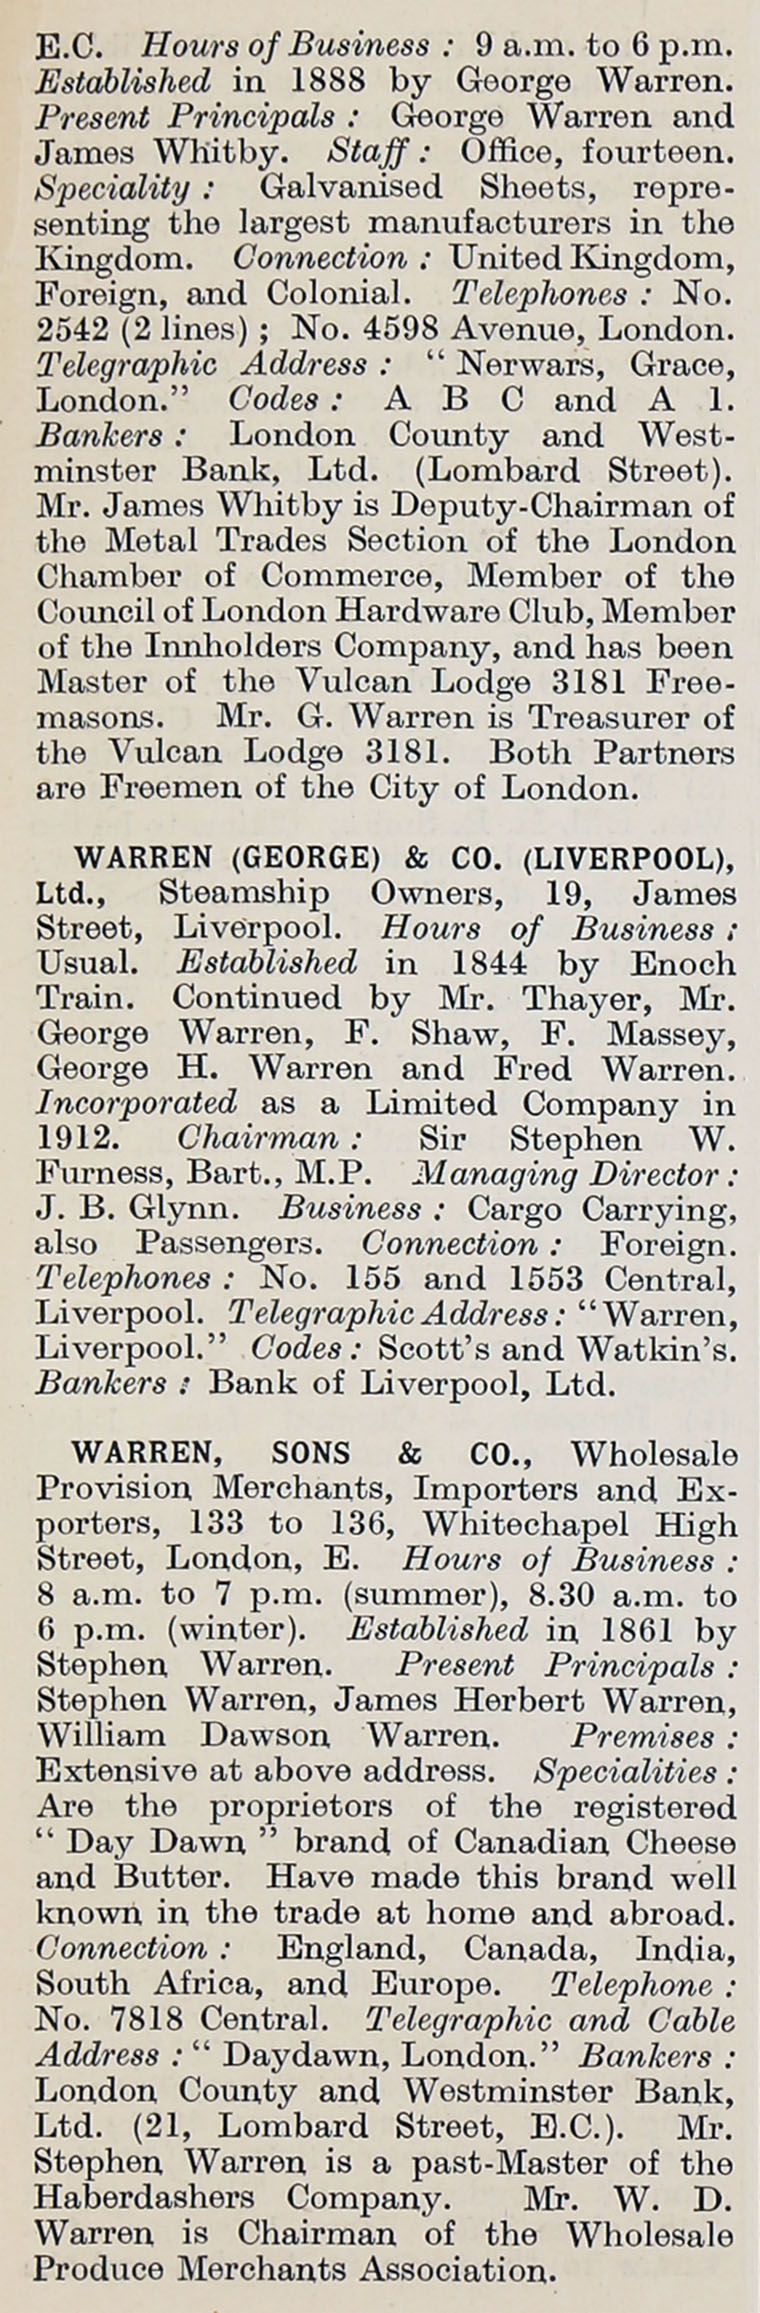 E.C. Hours of Business : 9 a.m. to 6 p.m.
Established in 1888 by George Warren.
Present Principals : George Warren and
James Whitby. Staff : Office, fourteen.
Speciality : Galvanised Sheets, repre-
senting the largest manufacturers in the
Kingdom. Connection : United Kingdom,
Foreign, and Colonial. Telephones : No.
2542 (2 lines) ; No. 4598 Avenue, London.
Telegraphic Address : “ Nerwars, Grace,
London.” Codes : A B C and A 1.
Bankers : London County and West-
minster Bank, Ltd. (Lombard Street).
Mr. James Whitby is Deputy-Chairman of
the Metal Trades Section of the London
Chamber of Commerce, Member of the
Council of London Hardware Club, Member
of the Innholders Company, and has been
Master of the Vulcan Lodge 3181 Free-
masons. Mr. G. Warren is Treasurer of
the Vulcan Lodge 3181. Both Partners
are Freemen of the City of London.
WARREN (GEORGE) & CO. (LIVERPOOL),
Ltd., Steamship Owners, 19, James
Street, Liverpool. Hours of Business :
Usual. Established in 1844 by Enoch
Train. Continued by Mr. Thayer, Mr.
George Warren, F. Shaw, F. Massey,
George H. Warren and Fred Warren.
Incorporated as a Limited Company in
1912. Chairman : Sir Stephen W.
Furness, Bart., M.P. Managing Director :
J. B. Glynn. Business : Cargo Carrying,
also Passengers. Connection : Foreign.
Telephones : No. 155 and 1553 Central,
Liverpool. Telegraphic Address : “Warren,
Liverpool.” Codes : Scott’s and Watkin’s.
Bankers : Bank of Liverpool, Ltd.
WARREN, SONS & CO., Wholesale
Provision Merchants, Importers and Ex-
porters, 133 to 136, Whitechapel High
Street, London, E. Hours of Business :
8 a.m. to 7 p.m. (summer), 8.30 a.m. to
6 p.m. (winter). Established in 1861 by
Stephen Warren. Present Principals :
Stephen Warren, James Herbert Warren,
William Dawson Warren. Premises :
Extensive at above address. Specialities :
Are the proprietors of the registered
“ Day Dawn ” brand of Canadian Cheese
and Butter. Have made this brand well
known in the trade at home and abroad.
Connection : England, Canada, India,
South Africa, and Europe. Telephone :
No. 7818 Central. Telegraphic and Cable
Address : “ Daydawn, London.” Bankers :
London County and Westminster Bank,
Ltd. (21, Lombard Street, E.C.). Mr.
Stephen Warren is a past-Master of the
Haberdashers Company. Mr. W. D.
Warren is Chairman of the Wholesale
Produce Merchants Association.